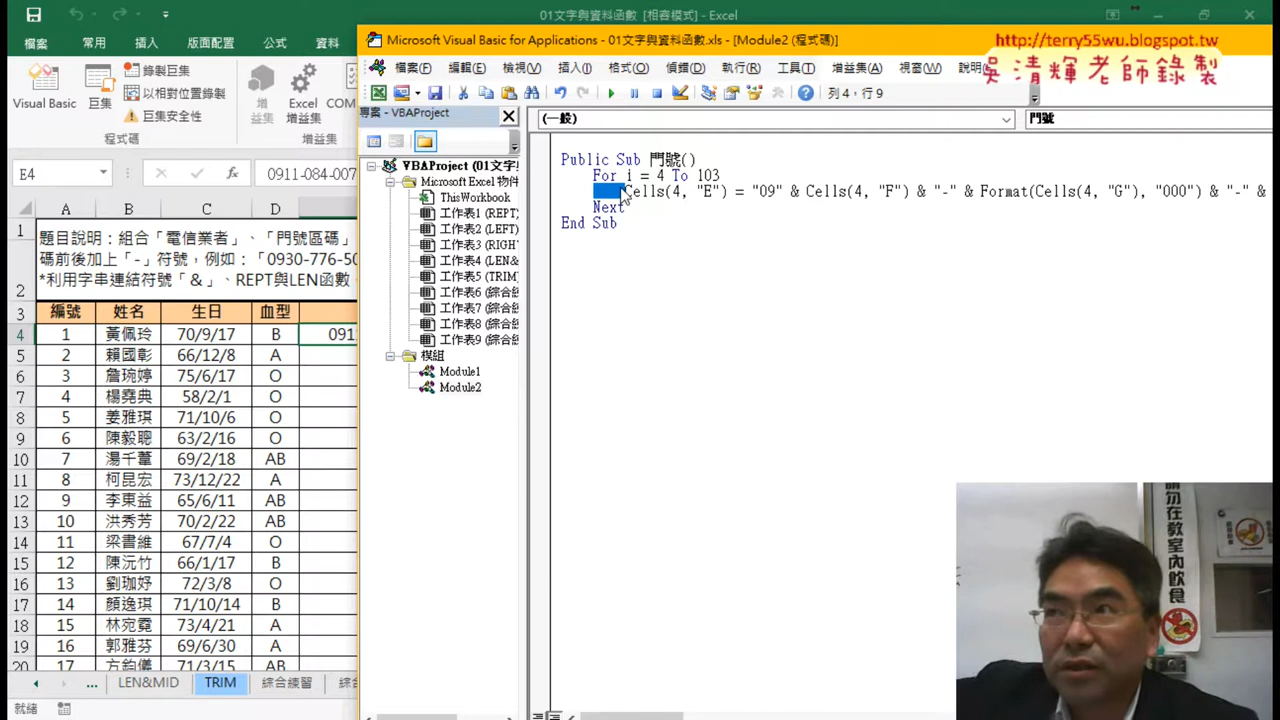 01文字與資料函數 [相容模式] - Excel
檔案 常用 插入 版面配置 公式 資料
Microsoft Visual Basic for Applications - 01文字與資料函數.xls - [Module2 (程式碼)]
http://terry55wu.blogspot.tw
吳清輝老師錄製
檔案(F) 編輯(E) 檢視(V) 插入(I) 格式(O) 偵錯(D) 執行(R) 工具(T) 增益集(A) 視窗(W) 說明
列 4，行 9
Visual Basic
巨集
錄製巨集
以相對位置錄製
巨集安全性
增益集
Excel 增益集
COM
程式碼
增益集
專案 - VBAProject
(一般)
門號
E4
0911-084-007
VBAProject (01文字
Microsoft Excel 物件
ThisWorkbook
工作表1 (REPT)
工作表2 (LEFT)
工作表3 (RIGH
工作表4 (LEN&
工作表5 (TRIM)
工作表6 (綜合
工作表7 (綜合
工作表8 (綜合
工作表9 (綜合
模組
Module1
Module2
Public Sub 門號()
For i = 4 To 103
Cells(4, "E") = "09" & Cells(4, "F") & "-" & Format(Cells(4, "G"), "000") & "-" &
Next
End Sub
A B C D
1
題目說明：組合「電信業者」、「門號區碼」
碼前後加上「-」符號，例如：「0930-776-50
*利用字串連結符號「&」、REPT與LEN函數
2
3 編號 姓名 生日 血型
4 1 黃佩玲 70/9/17 B 091
5 2 賴國彰 66/12/8 A
6 3 詹琬婷 75/6/17 O
7 4 楊堯典 58/2/1 O
8 5 姜雅琪 71/10/6 O
9 6 陳毅聰 63/2/16 O
10 7 湯千葦 69/2/18 AB
11 8 柯昆宏 73/12/22 A
12 9 李東益 65/6/11 AB
13 10 洪秀芳 70/2/22 AB
14 11 梁書維 67/7/4 O
15 12 陳沅竹 66/1/17 B
16 13 劉珈妤 72/3/8 O
17 14 顏逸琪 71/10/14 B
18 15 林宛霓 73/4/21 A
19 16 郭雅芬 69/6/30 A
20 17 方鈞儀 71/3/15 AB
... LEN&MID TRIM 綜合練習 綜合
就緒
請勿在教室內飲食